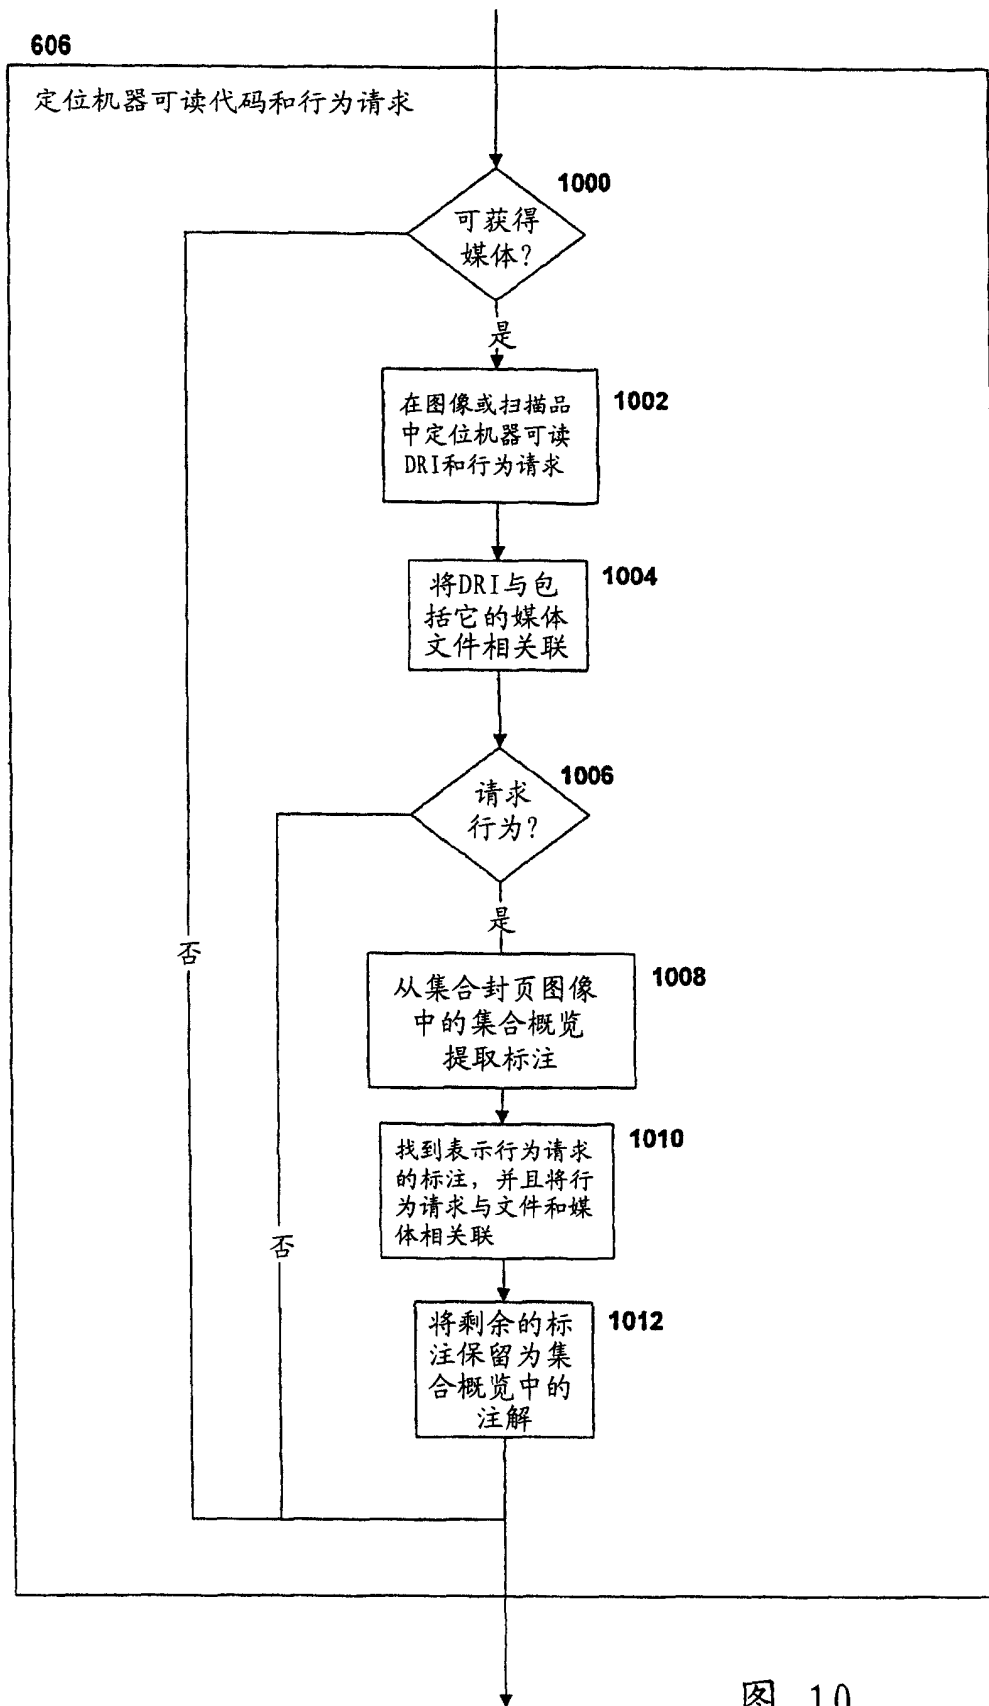 606
定位机器可读代码和行为请求
1000
可获得
媒体?
是
1002
在图像或扫描品
中定位机器可读
DRI和行为请求
1004
将DRI与包
括它的媒体
文件相关联
1006
请求
行为?
是
否
1008
从集合封页图像
中的集合概览
提取标注
1010
找到表示行为请求
的标注，并且将行
为请求与文件和媒
体相关联
否
1012
将剩余的标
注保留为集
合概览中的
注解
图 10